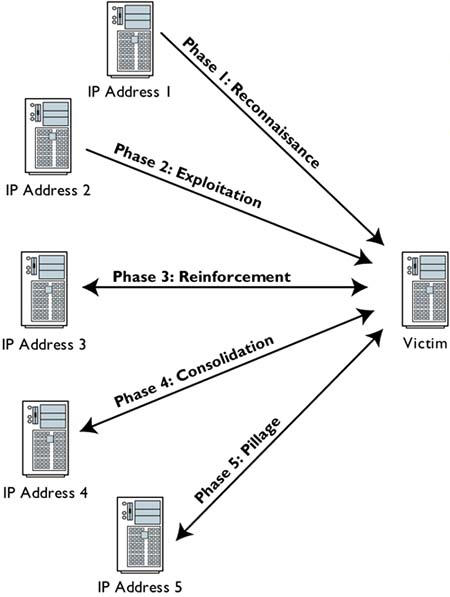 IP Address 1
Phase 1: Reconnaissance
IP Address 2
Phase 2: Exploitation
IP Address 3
Phase 3: Reinforcement
Victim
Phase 4: Consolidation
IP Address 4
Phase 5: Pillage
IP Address 5